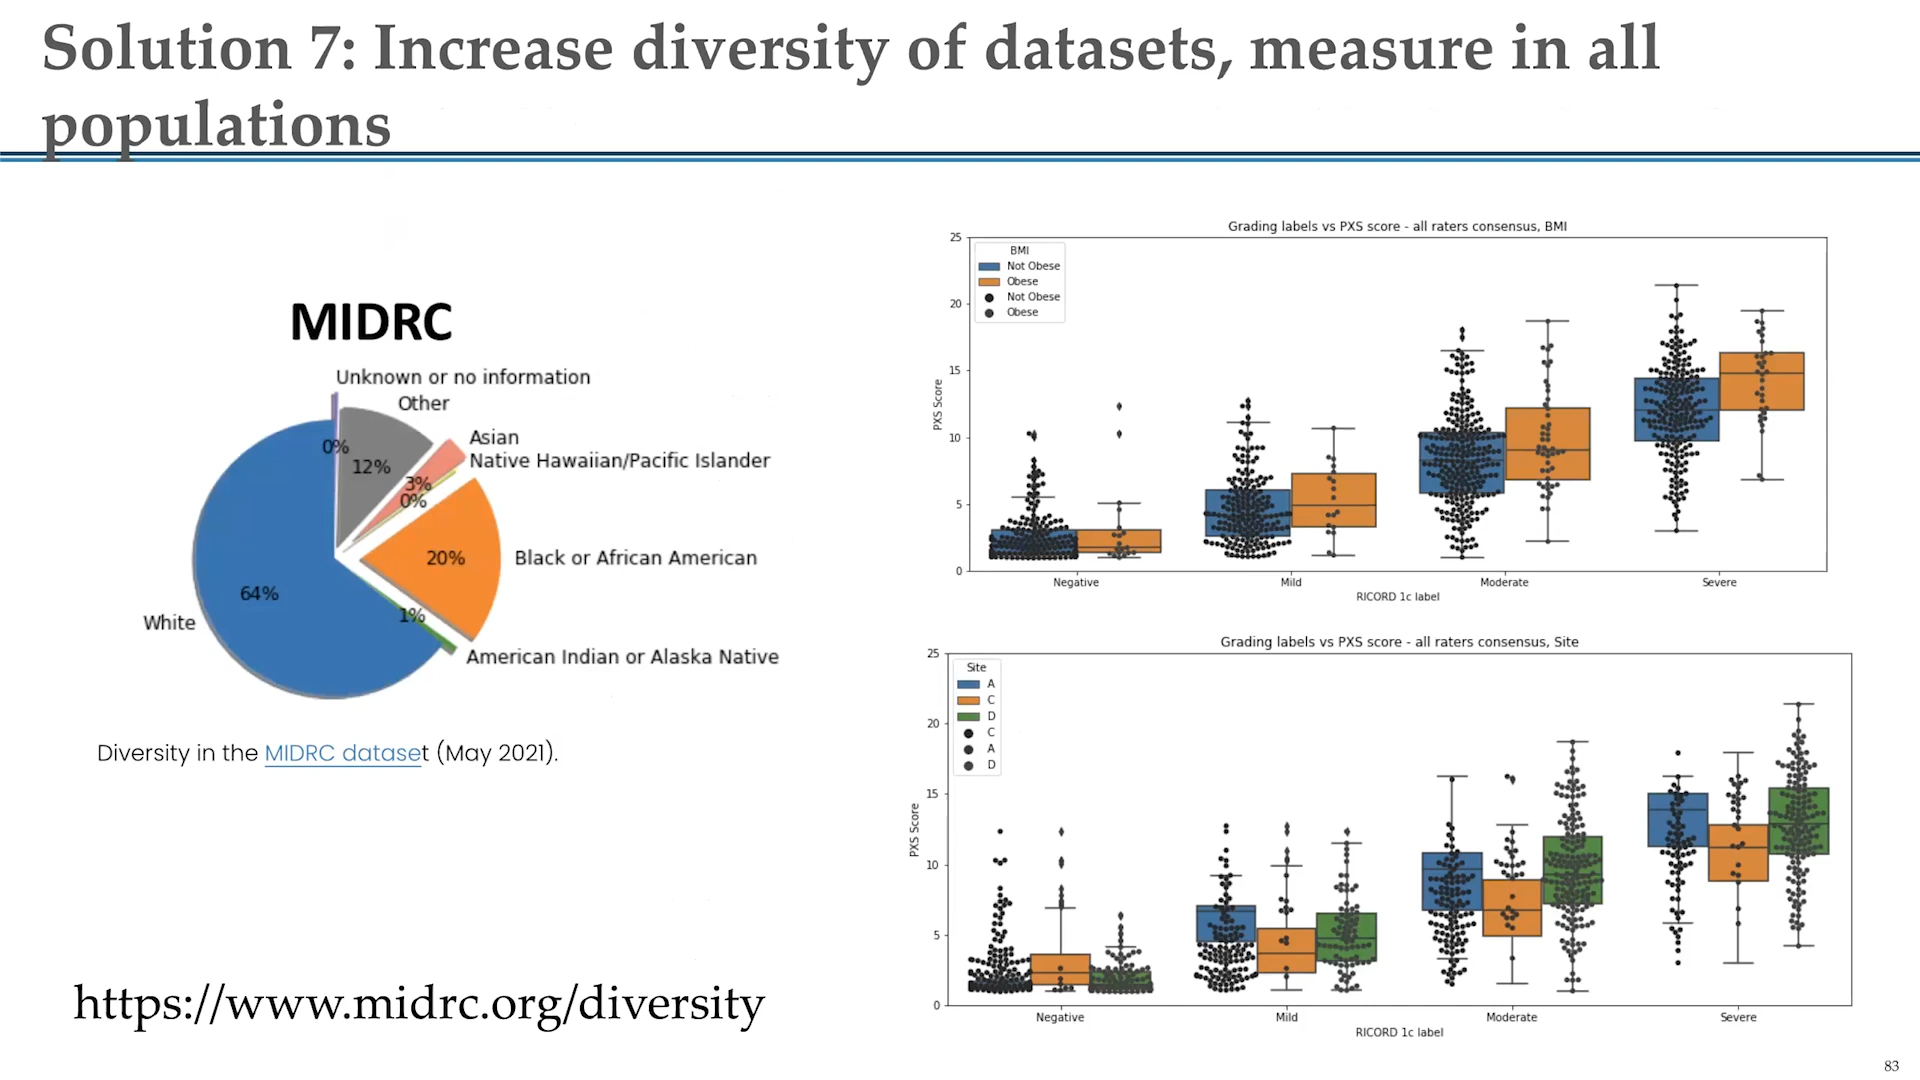 Solution 7: Increase diversity of datasets, measure in all
populations
MIDRC
Unknown or no information
Other
Asian
Native Hawaiian/Pacific Islander
0%
12%
3%
0%
20%
Black or African American
64%
1%
White
American Indian or Alaska Native
Diversity in the MIDRC dataset (May 2021).
https://www.midrc.org/diversity
Grading labels vs PXS score - all raters consensus, BMI
BMI
Not Obese
Obese
Not Obese
Obese
25
20
15
10
5
0
PXS Score
Negative
Mild
Moderate
Severe
RICORD 1c label
Grading labels vs PXS score - all raters consensus, Site
Site
A
C
D
C
A
D
25
20
15
10
5
0
PXS Score
Negative
Mild
Moderate
Severe
RICORD 1c label
83